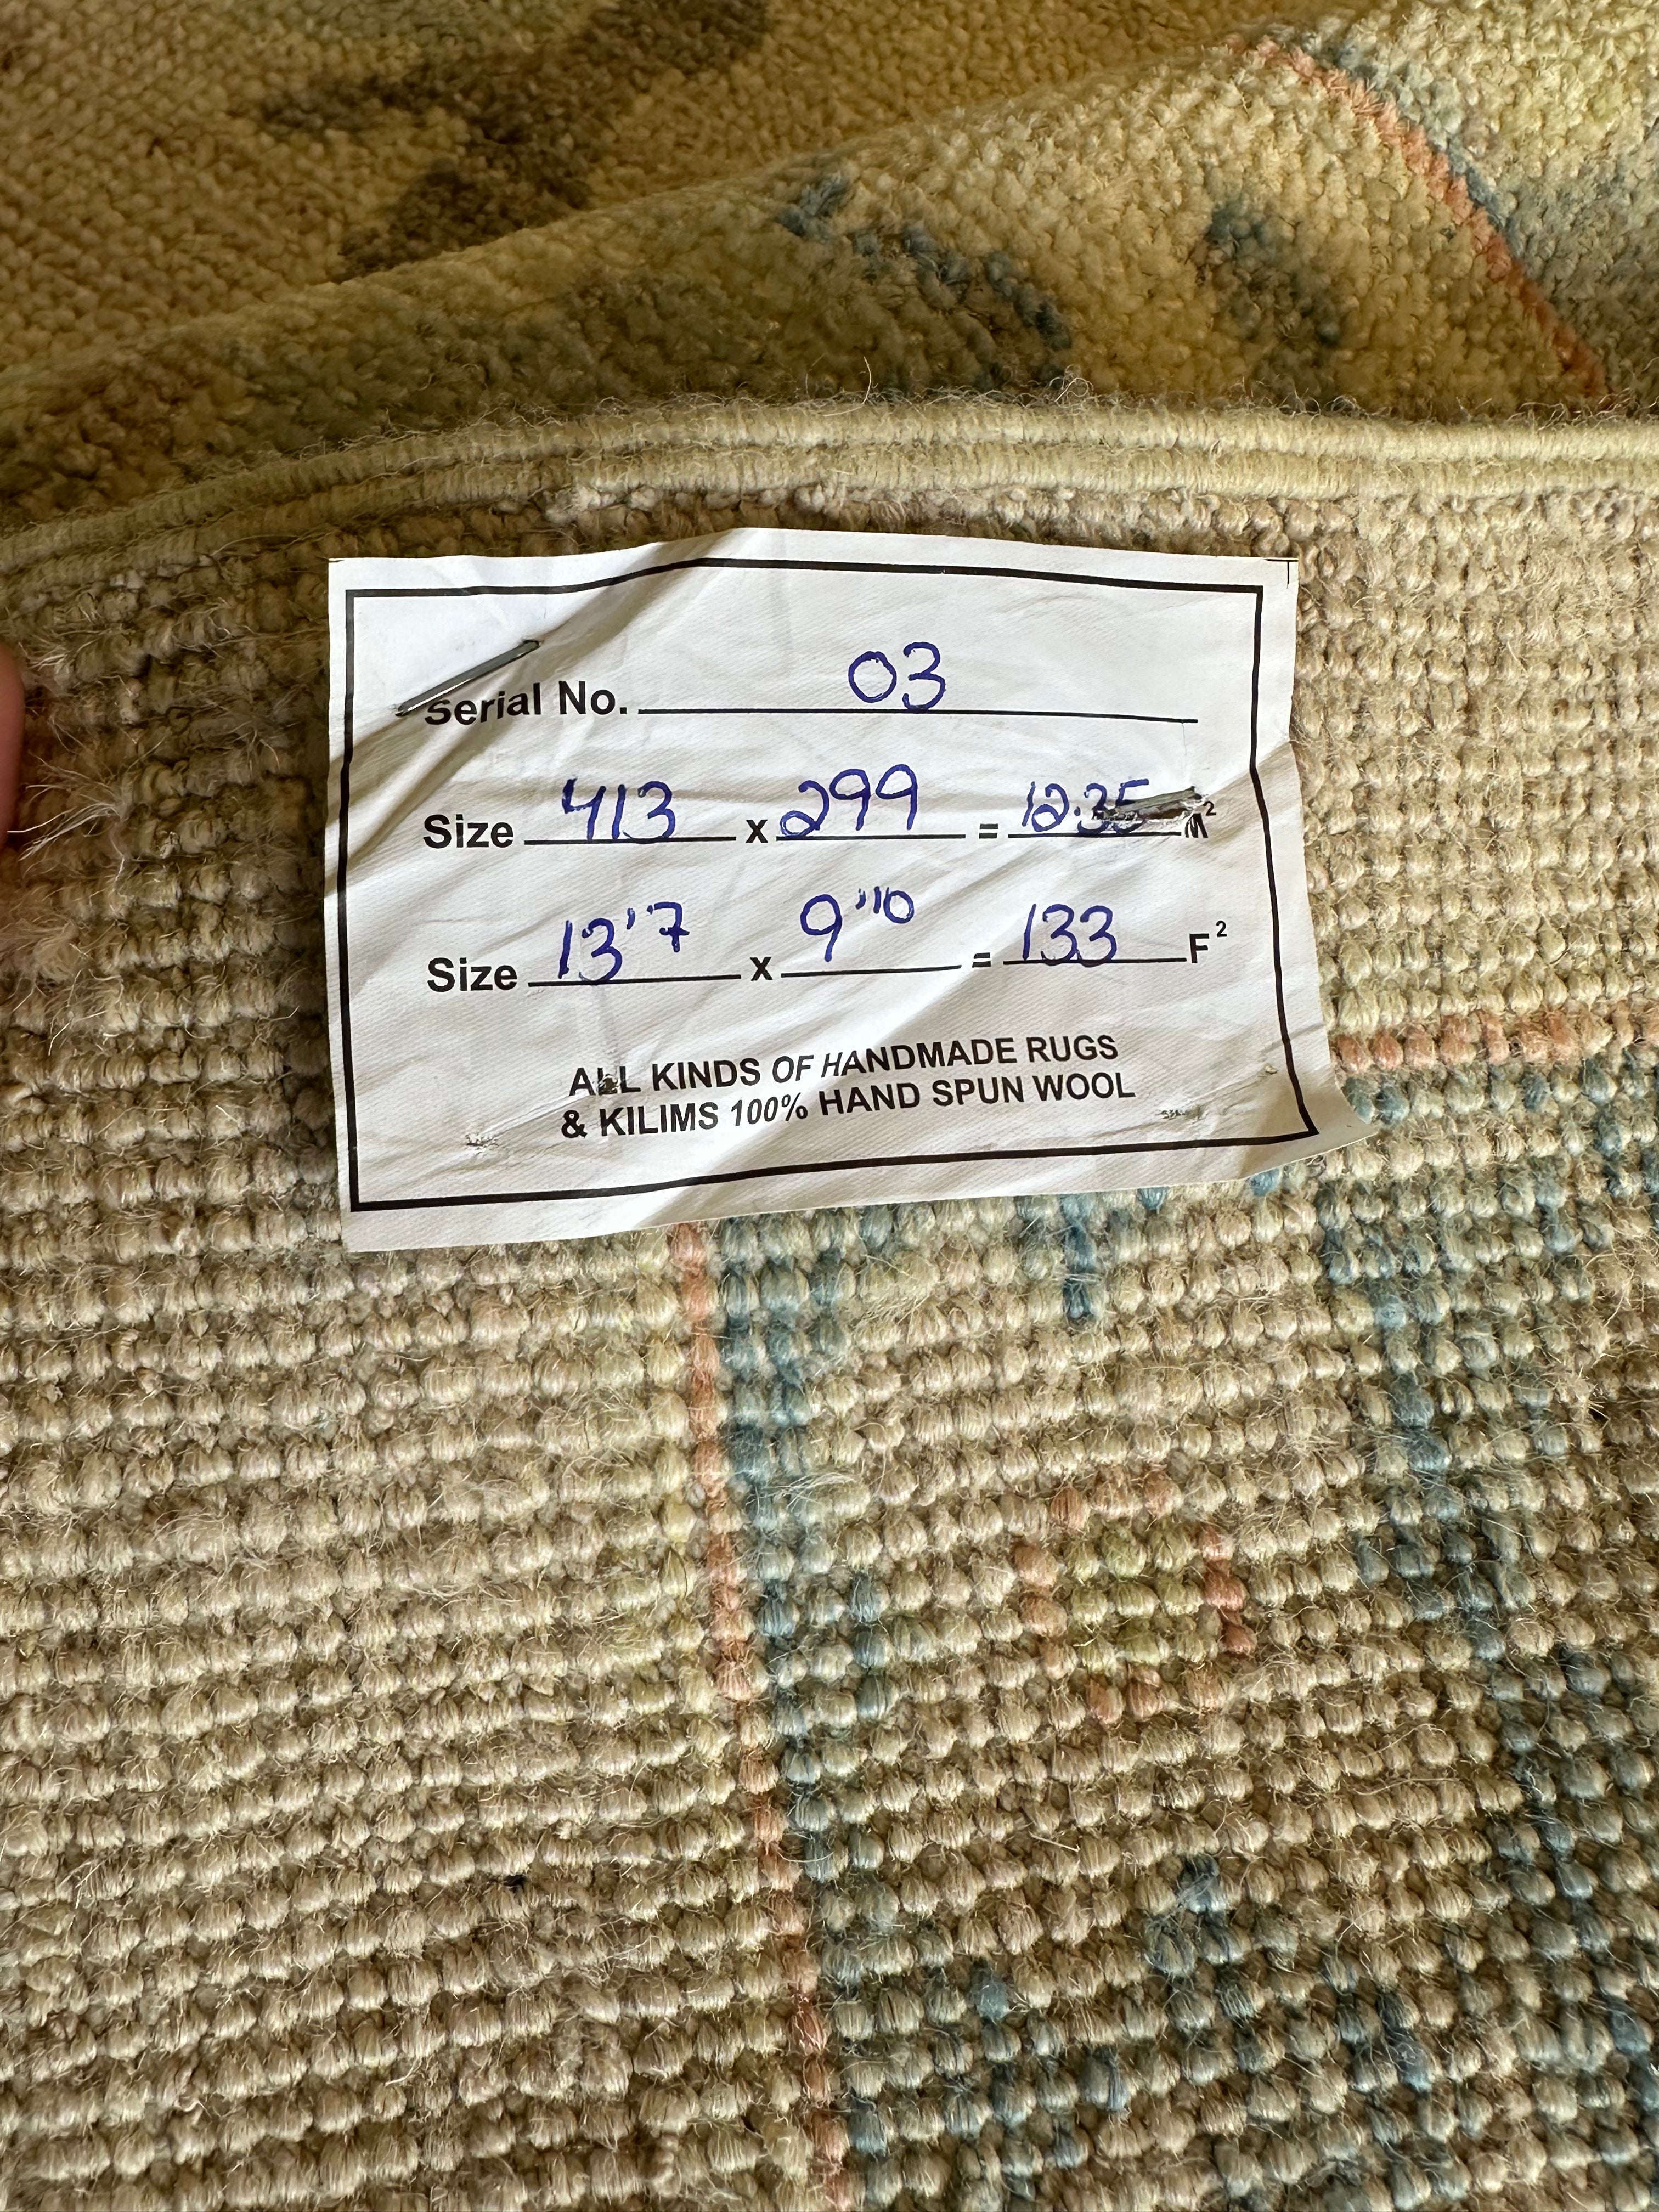 Serial No. 03
Size 413 x 299 = 12.35 M²
Size 13'7 x 9''10 = 133 F²
ALL KINDS OF HANDMADE RUGS
& KILIMS 100% HAND SPUN WOOL